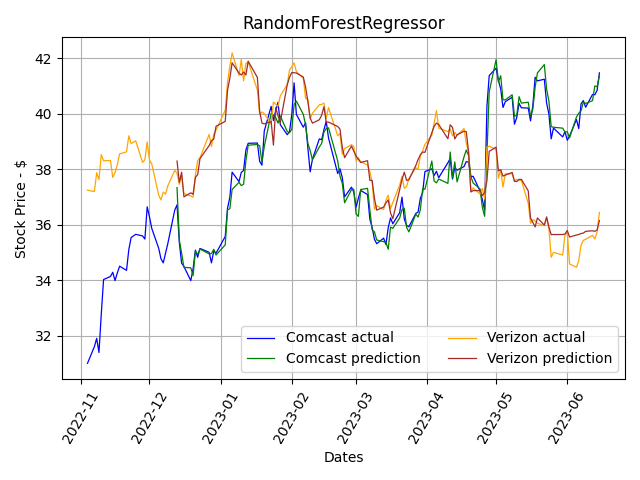 RandomForestRegressor
Stock Price - $
42
40
38
36
34
32
Comcast actual
Comcast prediction
Verizon actual
Verizon prediction
2022-11
2022-12
2023-01
2023-02
2023-03
2023-04
2023-05
2023-06
Dates